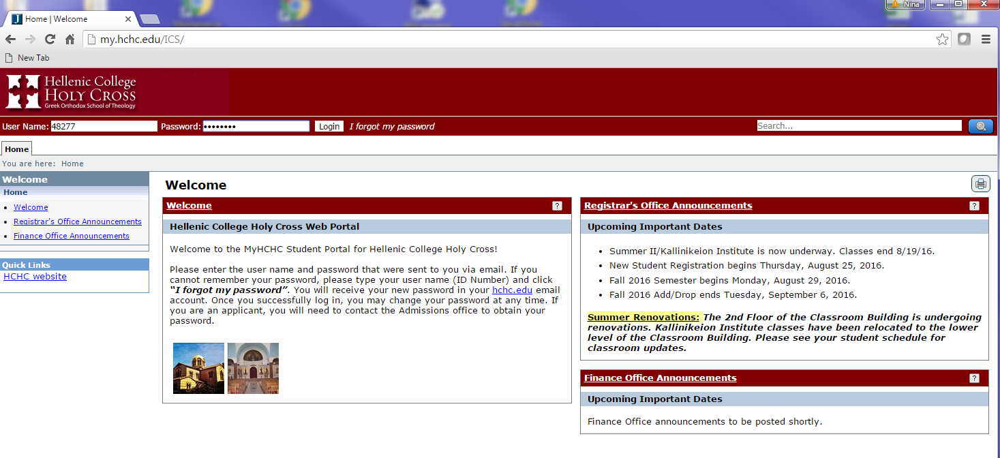 Home | Welcome
Nina
my.hchc.edu/ICS/
New Tab
Hellenic College
Holy Cross
Greek Orthodox School of Theology
User Name: 48277 Password: •••••••• Login I forgot my password Search...
Home
You are here: Home
Welcome
Home
Welcome
Registrar's Office Announcements
Finance Office Announcements
Quick Links
HCHC website
Welcome
Welcome ?
Hellenic College Holy Cross Web Portal
Welcome to the MyHCHC Student Portal for Hellenic College Holy Cross!
Please enter the user name and password that were sent to you via email. If you
cannot remember your password, please type your user name (ID Number) and click
“I forgot my password”. You will receive your new password in your hchc.edu email
account. Once you successfully log in, you may change your password at any time. If
you are an applicant, you will need to contact the Admissions office to obtain your
password.
Registrar's Office Announcements ?
Upcoming Important Dates
• Summer II/Kallinikeion Institute is now underway. Classes end 8/19/16.
• New Student Registration begins Thursday, August 25, 2016.
• Fall 2016 Semester begins Monday, August 29, 2016.
• Fall 2016 Add/Drop ends Tuesday, September 6, 2016.
Summer Renovations: The 2nd Floor of the Classroom Building is undergoing
renovations. Kallinikeion Institute classes have been relocated to the lower
level of the Classroom Building. Please see your student schedule for
classroom updates.
Finance Office Announcements ?
Upcoming Important Dates
Finance Office announcements to be posted shortly.